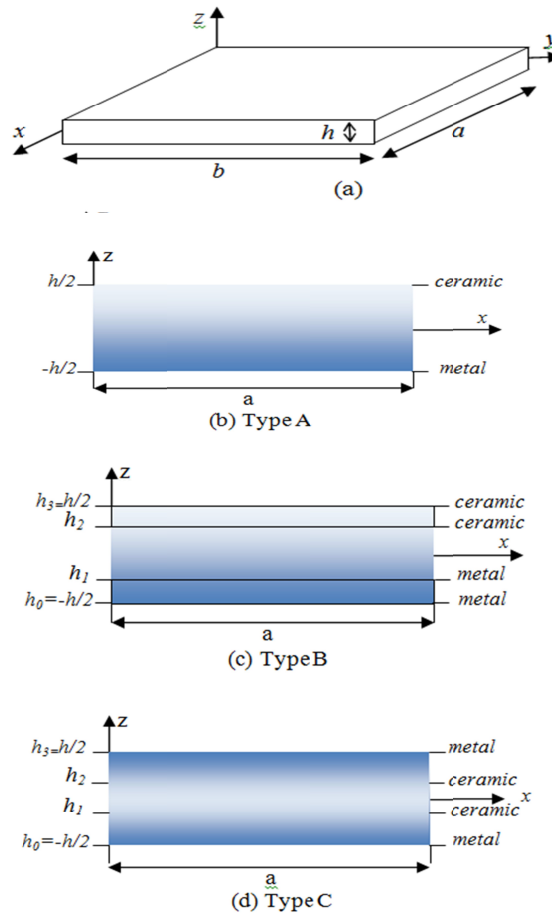 z
y
x
h
a
b
(a)
z
h/2
ceramic
x
-h/2
metal
a
(b) Type A
z
h3=h/2
ceramic
h2
ceramic
x
h1
metal
h0=-h/2
metal
a
(c) Type B
z
h3=h/2
metal
h2
ceramic
x
h1
ceramic
h0=-h/2
metal
a
(d) Type C